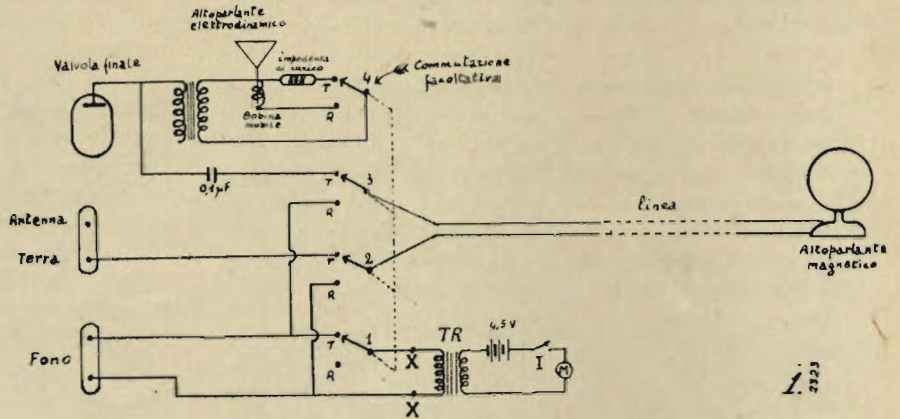 Altoparlante
elettrodinamico
Valvola finale
impedenza
di carico
T
4
Commutazione
facoltativa
R
Bobina
mobile
0,1µF
T
3
R
Antenna
Terra
T
2
R
linea
Altoparlante
magnetico
Fono
T
1
R
X
X
TR
4,5V
I
M
i.
2323